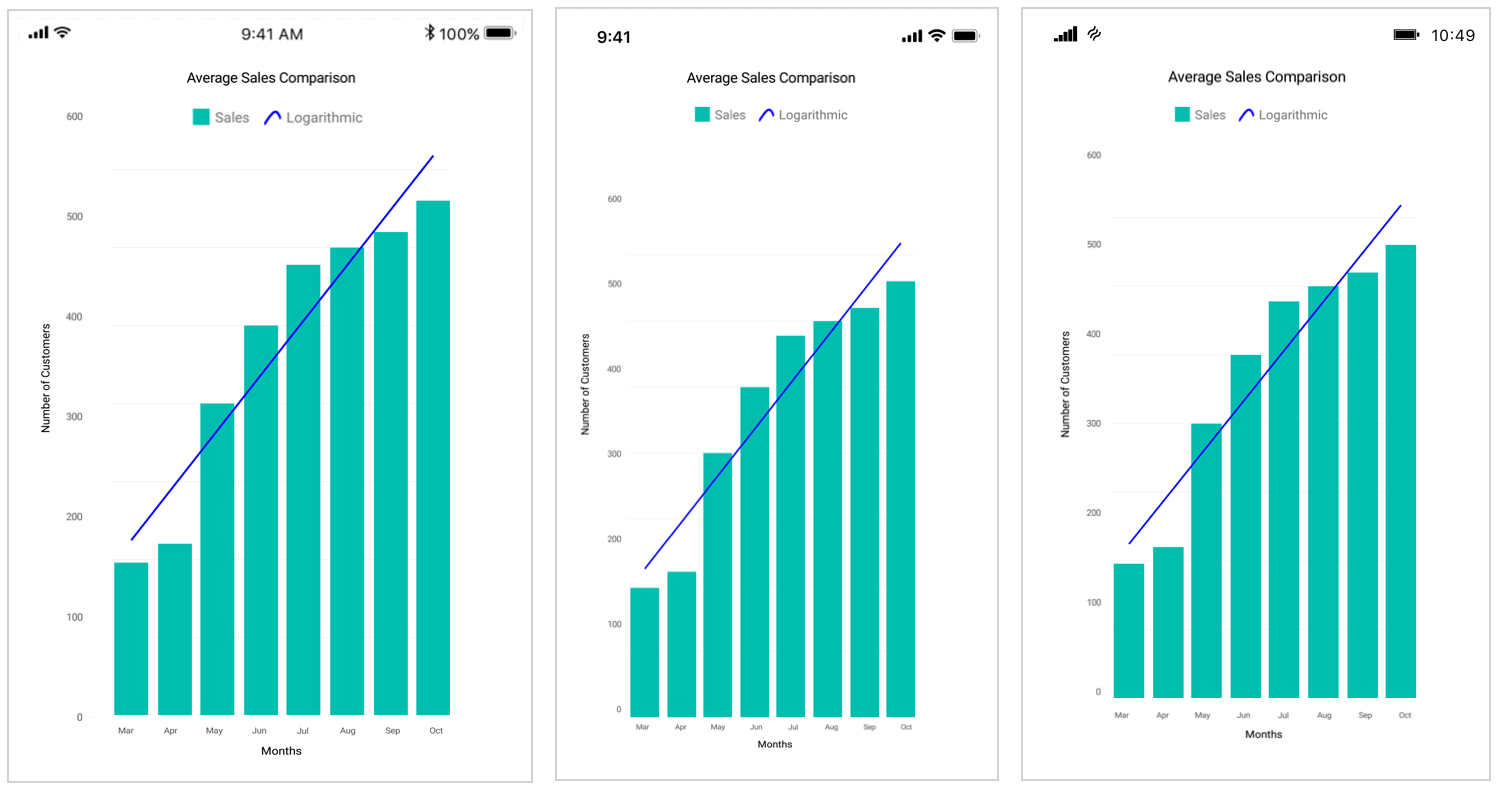 9:41 AM 100%
Average Sales Comparison
Sales Logarithmic
600
500
400
300
200
100
0
Number of Customers
Mar Apr May Jun Jul Aug Sep Oct
Months
9:41
Average Sales Comparison
Sales Logarithmic
600
500
400
300
200
100
0
Number of Customers
Mar Apr May Jun Jul Aug Sep Oct
Months
10:49
Average Sales Comparison
Sales Logarithmic
600
500
400
300
200
100
0
Number of Customers
Mar Apr May Jun Jul Aug Sep Oct
Months